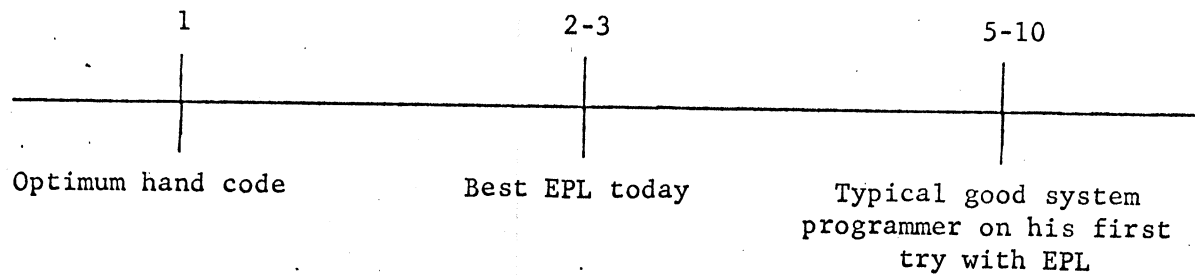 1
2-3
5-10
Optimum hand code
Best EPL today
Typical good system
programmer on his first
try with EPL